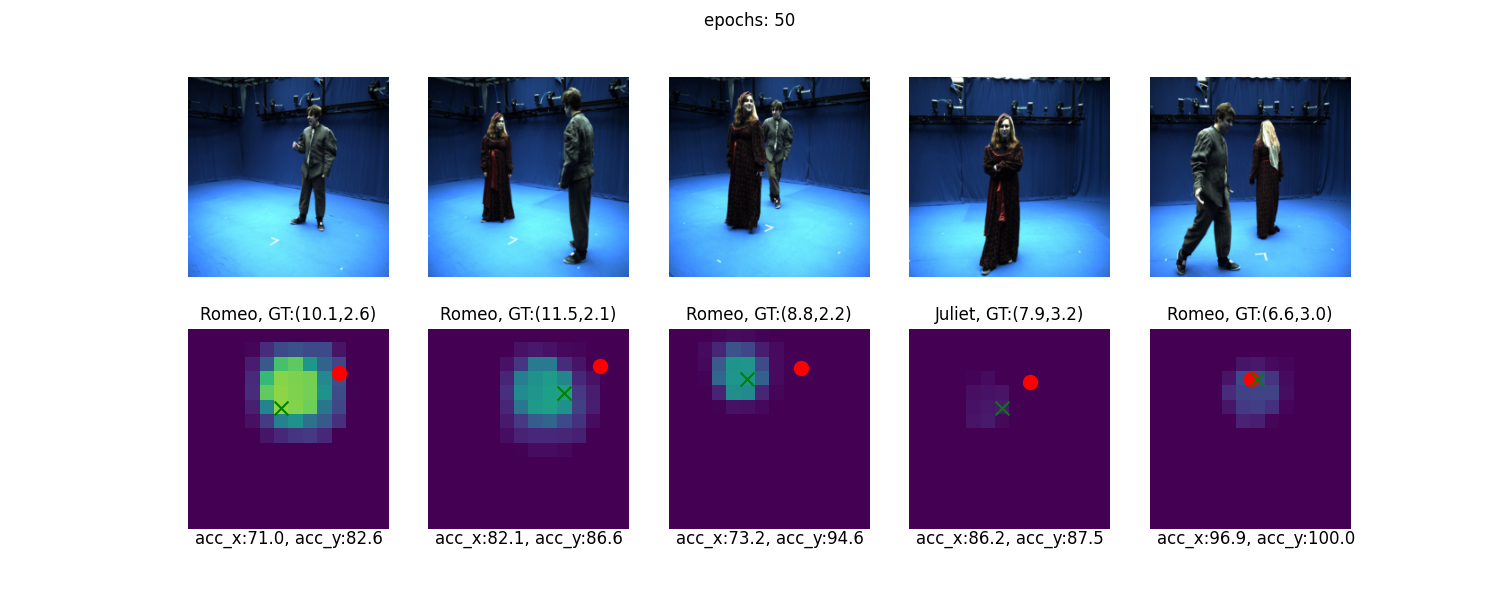 epochs: 50
Romeo, GT:(10.1,2.6)
Romeo, GT:(11.5,2.1)
Romeo, GT:(8.8,2.2)
Juliet, GT:(7.9,3.2)
Romeo, GT:(6.6,3.0)
acc_x:71.0, acc_y:82.6
acc_x:82.1, acc_y:86.6
acc_x:73.2, acc_y:94.6
acc_x:86.2, acc_y:87.5
acc_x:96.9, acc_y:100.0